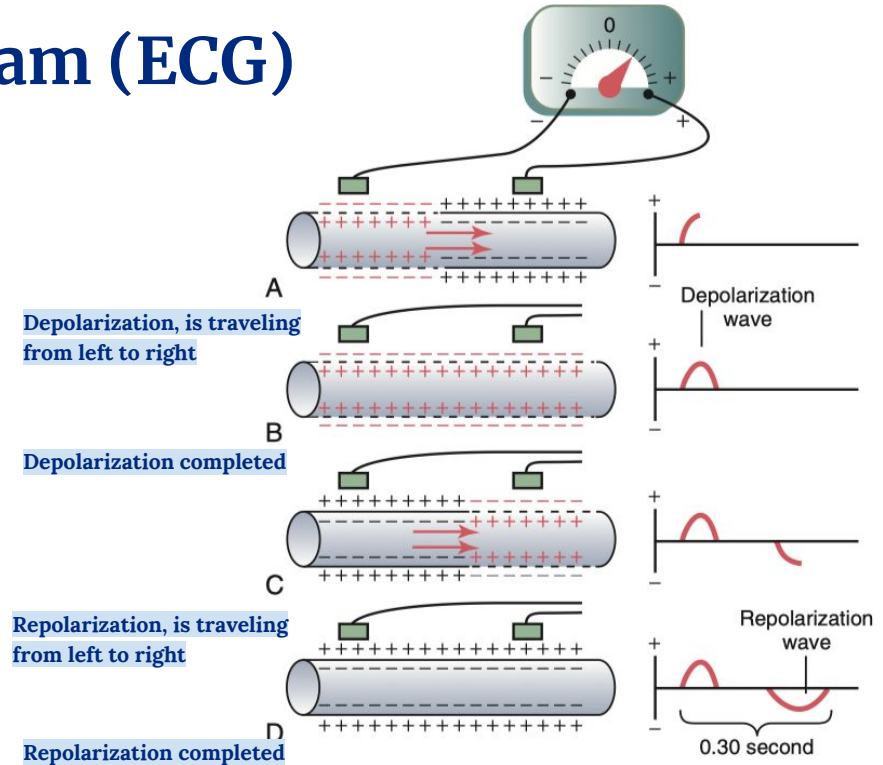 am (ECG)
0
– +
– +
– – – – – – – + + + + + + + + +
+ + + + + + + – – – – – – – –
+ + + + + + + – – – – – – – –
– – – – – – – + + + + + + + + +
A
+
–
Depolarization, is traveling
from left to right
Depolarization
wave
– – – – – – – – – – – – – – – –
+ + + + + + + + + + + + + + + +
+ + + + + + + + + + + + + + + +
– – – – – – – – – – – – – – – –
B
+
–
Depolarization completed
+ + + + + + + + + – – – – – – –
– – – – – – – – – + + + + + + +
– – – – – – – – – + + + + + + +
+ + + + + + + + + – – – – – – –
C
+
–
Repolarization, is traveling
from left to right
Repolarization
wave
+ + + + + + + + + + + + + + + +
– – – – – – – – – – – – – – – –
– – – – – – – – – – – – – – – –
+ + + + + + + + + + + + + + + +
D
+
–
0.30 second
Repolarization completed